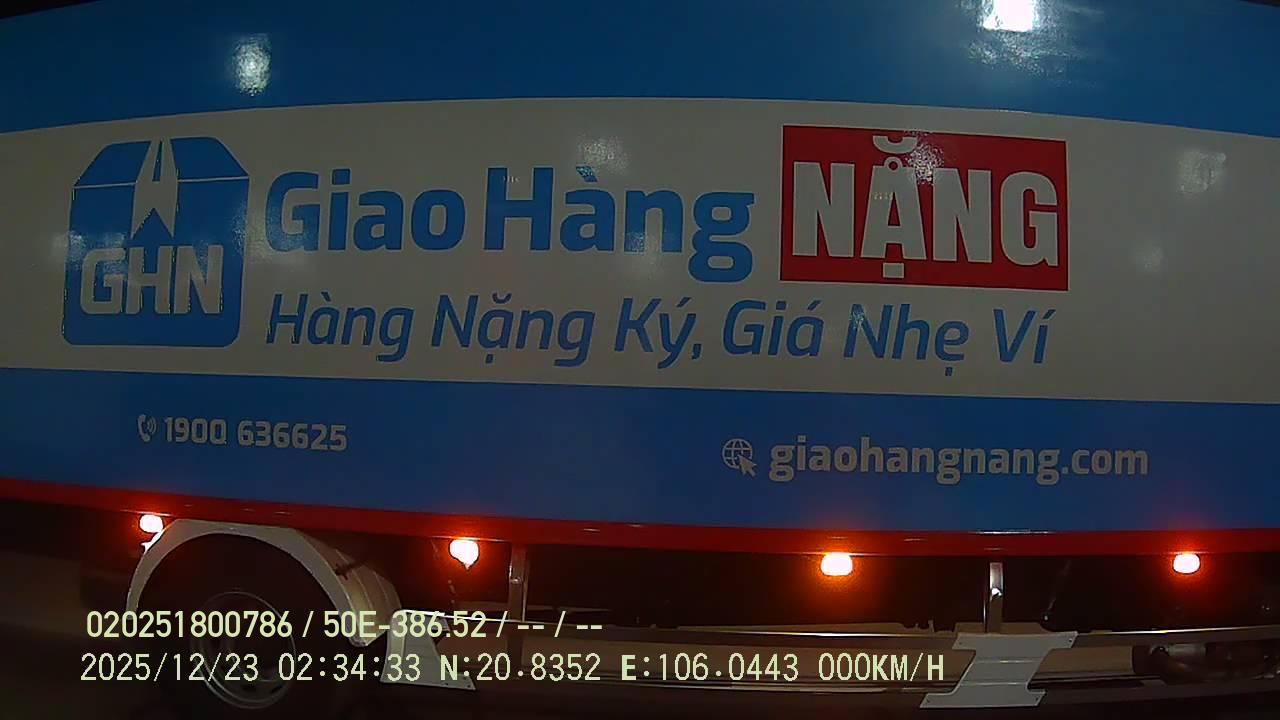 GHN
Giao Hàng NẶNG
Hàng Nặng Ký, Giá Nhẹ Ví
1900 636625
giaohangnang.com
020251800786 / 50E-386.52 / -- / --
2025/12/23 02:34:33 N:20.8352 E:106.0443 000KM/H